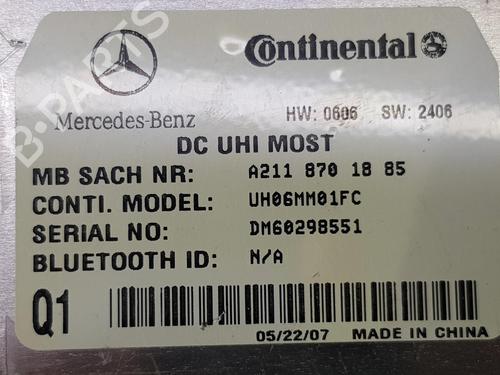 Continental
Mercedes-Benz
HW: 0606 SW: 2406
DC UHI MOST
MB SACH NR: A211 870 18 85
CONTI. MODEL: UH06MM01FC
SERIAL NO: DM60298551
BLUETOOTH ID: N/A
Q1
05/22/07 MADE IN CHINA
B-PARTS